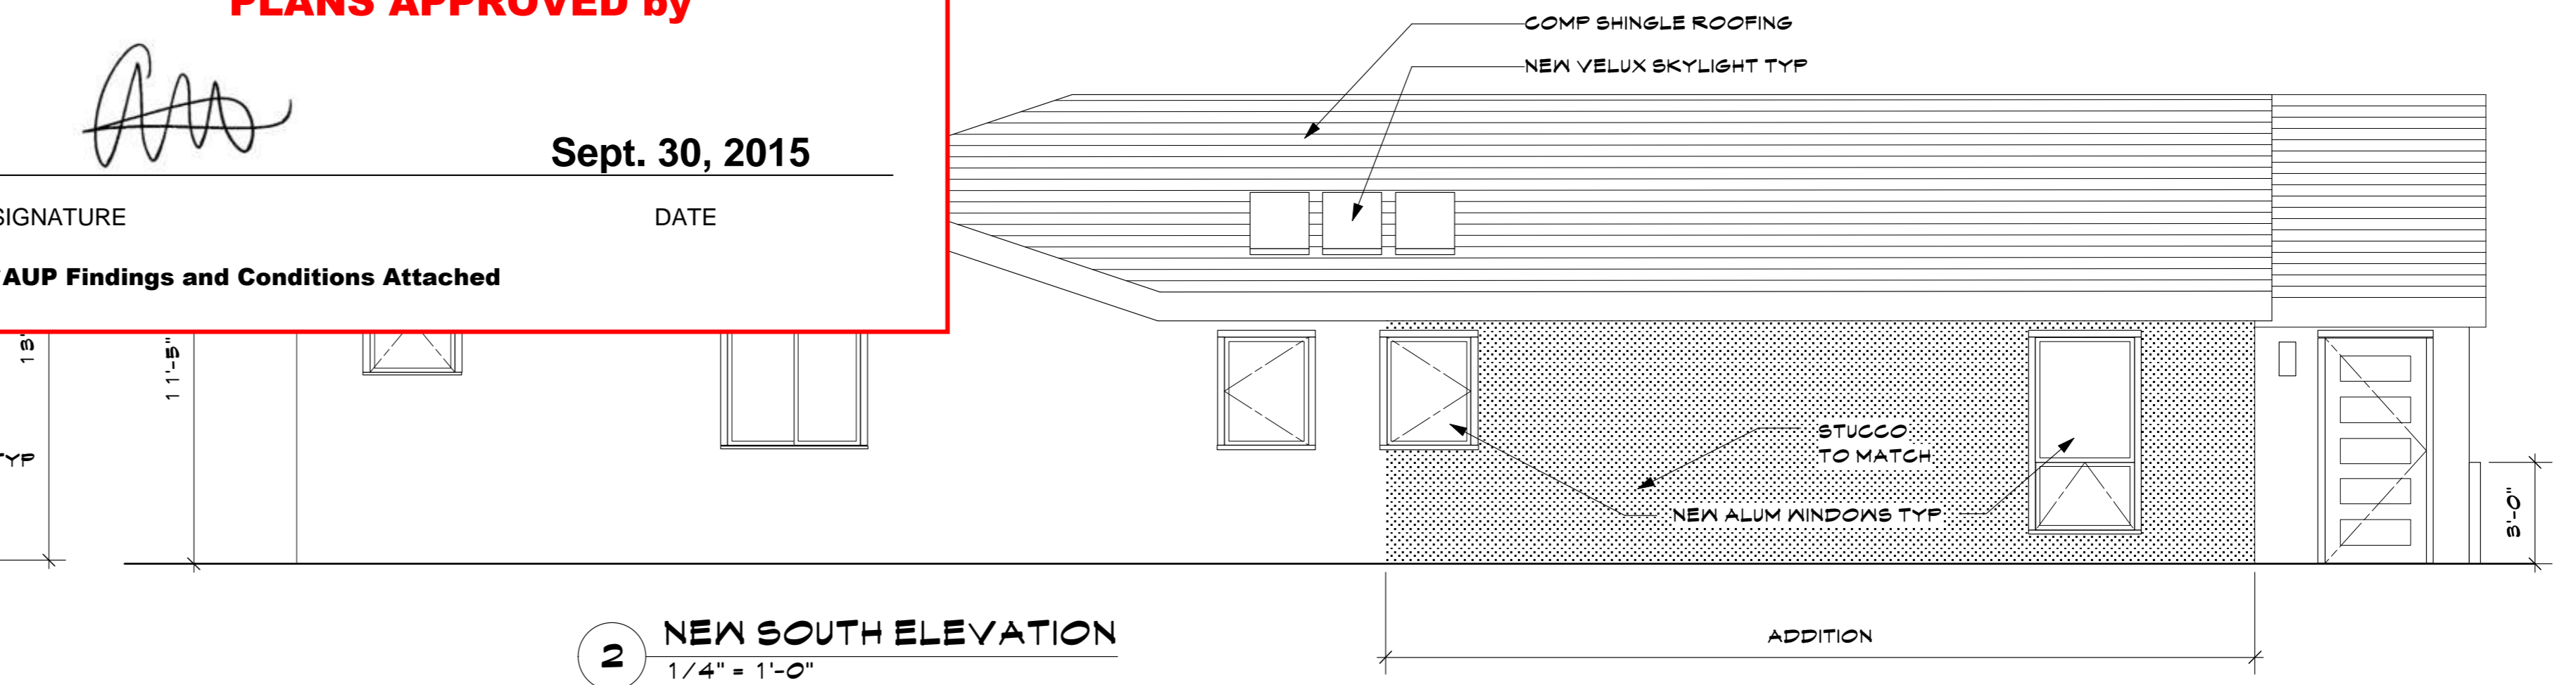 PLANS APPROVED by
Sept. 30, 2015
SIGNATURE DATE
AUP Findings and Conditions Attached
COMP SHINGLE ROOFING
NEW VELUX SKYLIGHT TYP
13'
11'-5"
TYP
STUCCO
TO MATCH
NEW ALUM WINDOWS TYP
3'-0"
2 NEW SOUTH ELEVATION
1/4" = 1'-0"
ADDITION